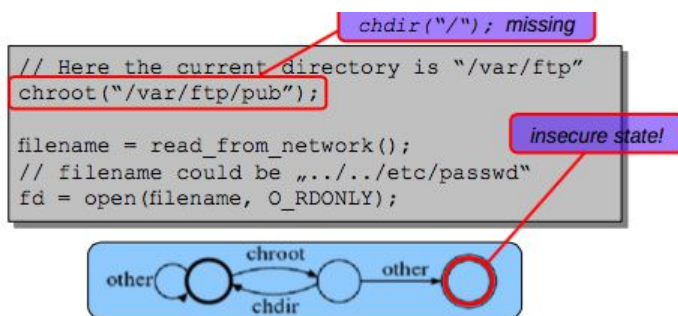 chdir("/"); missing
// Here the current directory is “/var/ftp”
chroot(“/var/ftp/pub”);
insecure state!
filename = read_from_network();
// filename could be „../../etc/passwd“
fd = open(filename, O_RDONLY);
chroot
other
other
chdir